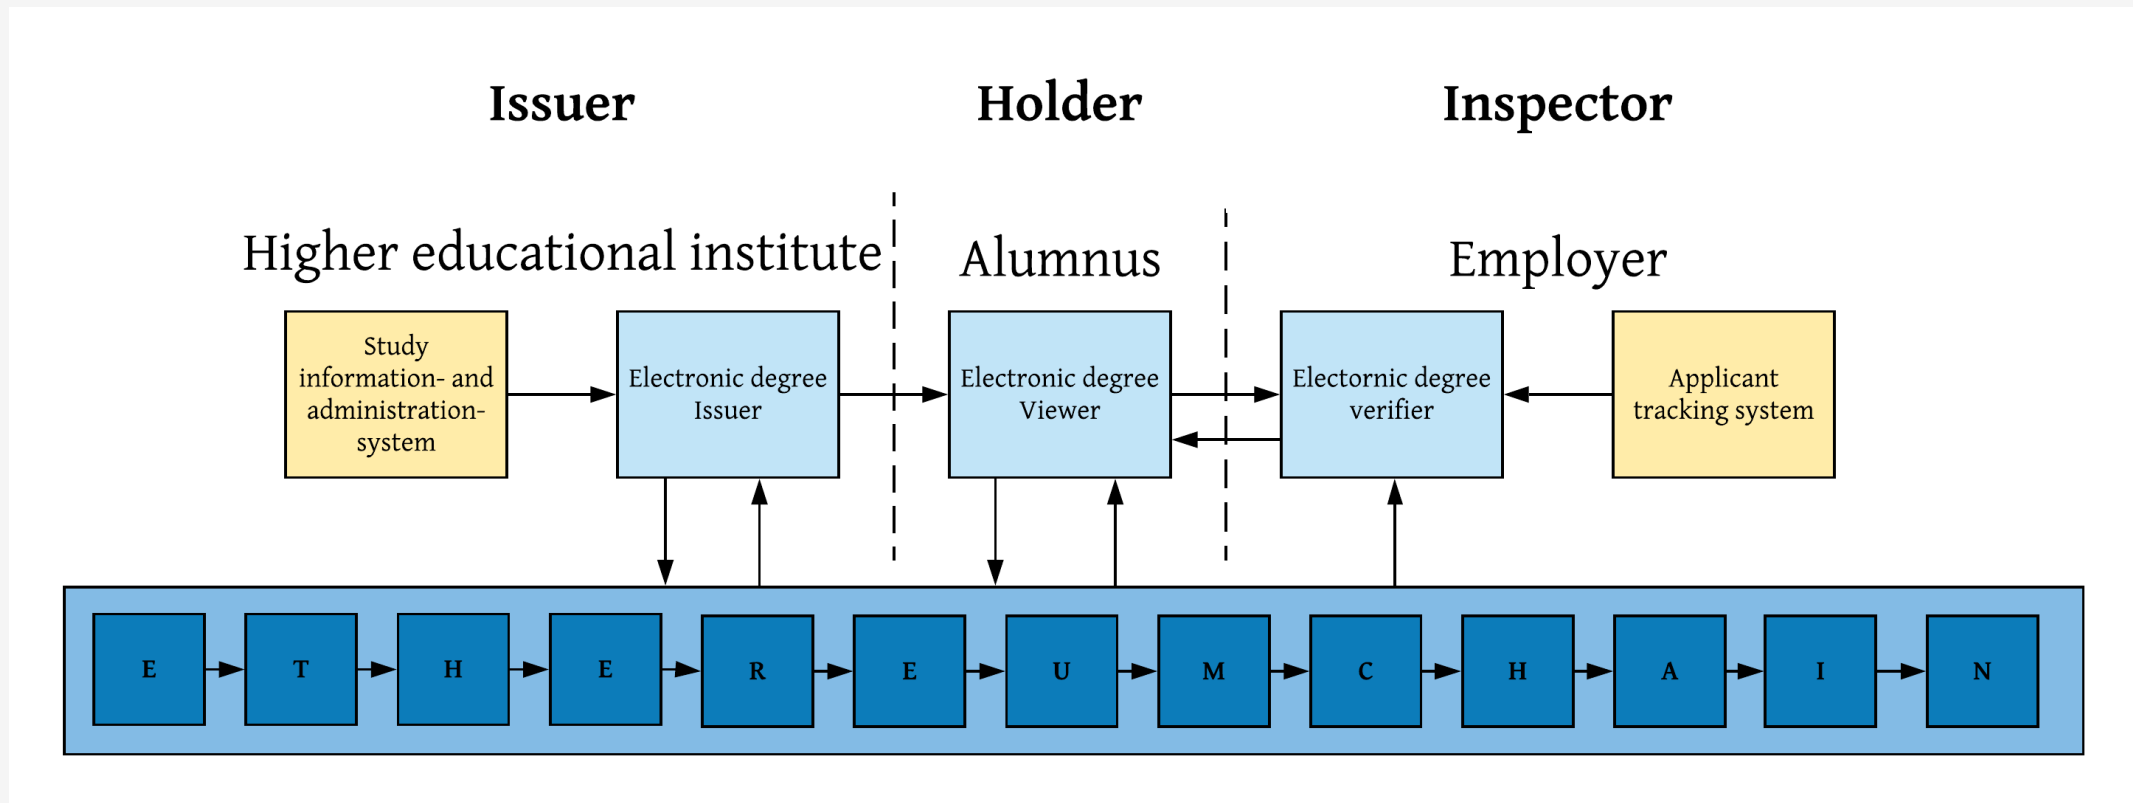 Issuer
Holder
Inspector
Higher educational institute
Alumnus
Employer
Study
information- and
administration-
system
Electronic degree
Issuer
Electronic degree
Viewer
Electornic degree
verifier
Applicant
tracking system
E
T
H
E
R
E
U
M
C
H
A
I
N